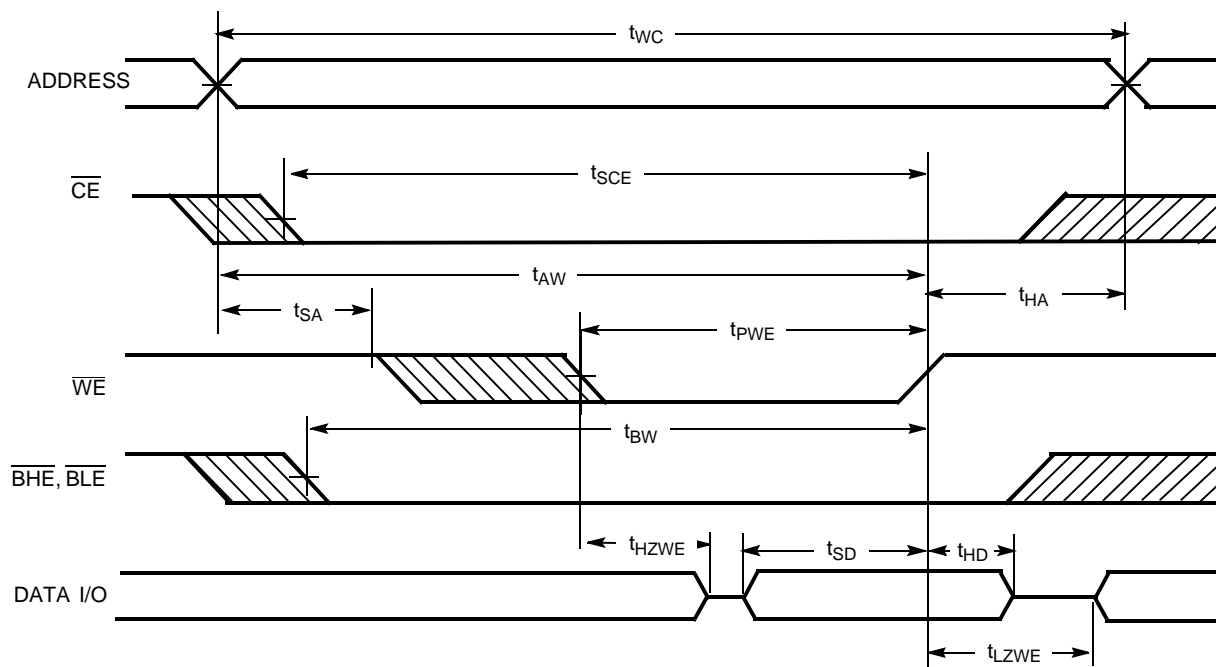 tWC
ADDRESS
tSCE
CE
tAW
tSA
tHA
tPWE
WE
tBW
BHE, BLE
tHZWE
tSD
tHD
DATA I/O
tLZWE